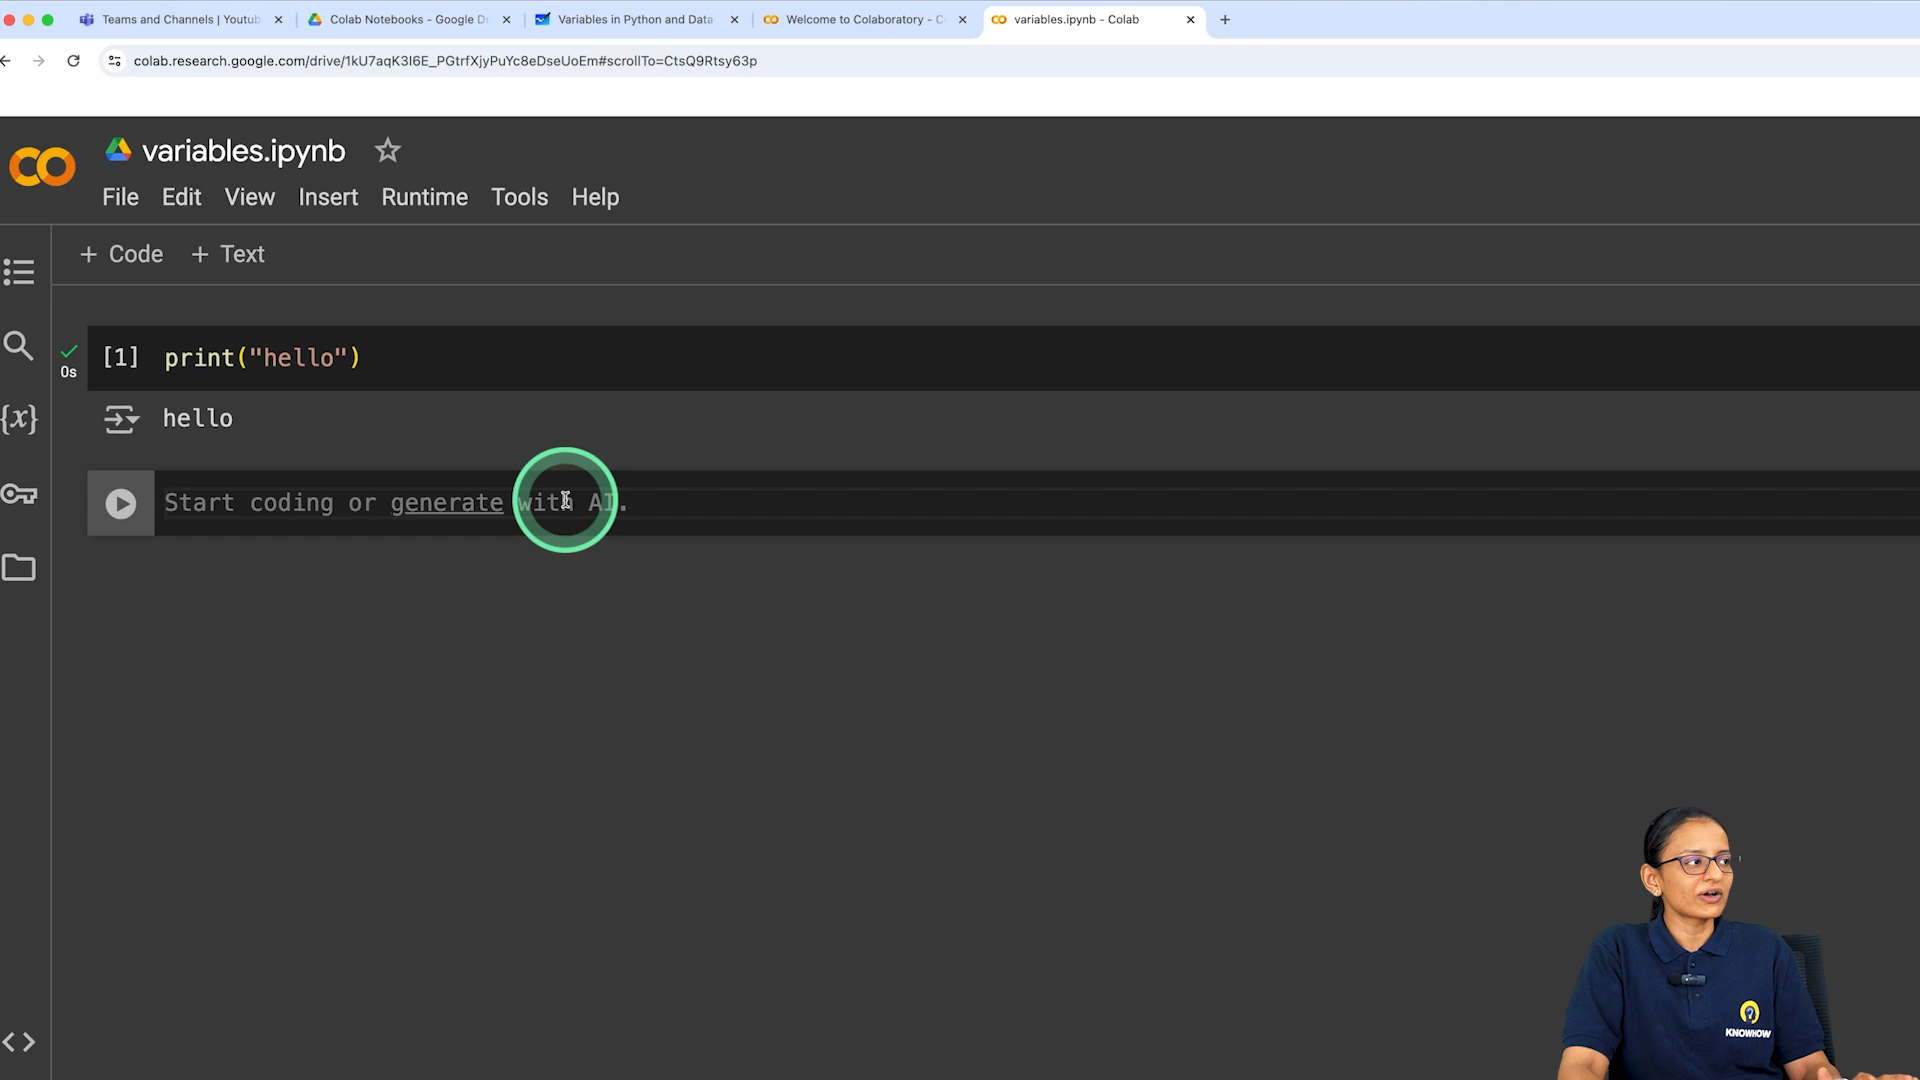 Teams and Channels | Youtub
Colab Notebooks - Google Dr
Variables in Python and Data
Welcome to Colaboratory - C
variables.ipynb - Colab
colab.research.google.com/drive/1kU7aqK3I6E_PGtrfXjyPuYc8eDseUoEm#scrollTo=CtsQ9Rtsy63p
CO
variables.ipynb
File Edit View Insert Runtime Tools Help
+ Code + Text
[1] print("hello")
0s
hello
{x}
Start coding or generate with AI.
KNOWHOW